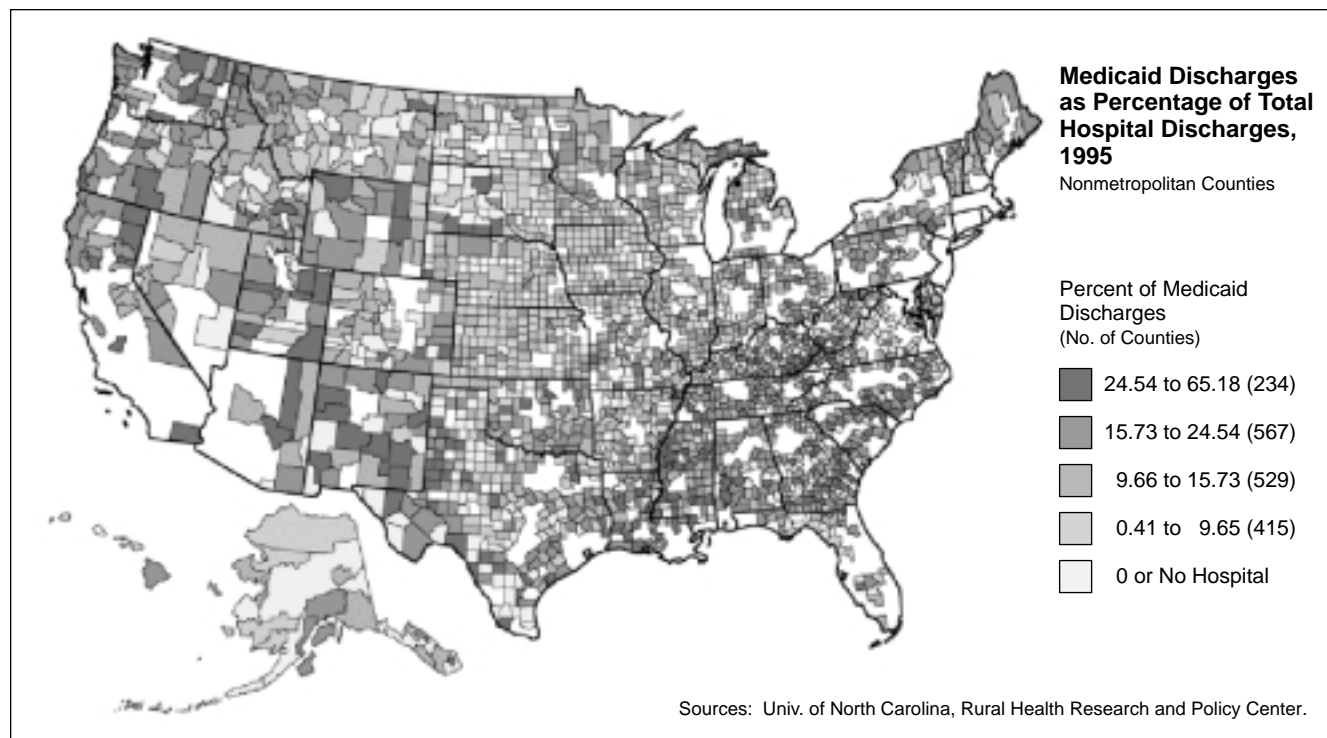 Medicaid Discharges
as Percentage of Total
Hospital Discharges,
1995
Nonmetropolitan Counties
Percent of Medicaid
Discharges
(No. of Counties)
24.54 to 65.18 (234)
15.73 to 24.54 (567)
9.66 to 15.73 (529)
0.41 to 9.65 (415)
0 or No Hospital
Sources: Univ. of North Carolina, Rural Health Research and Policy Center.